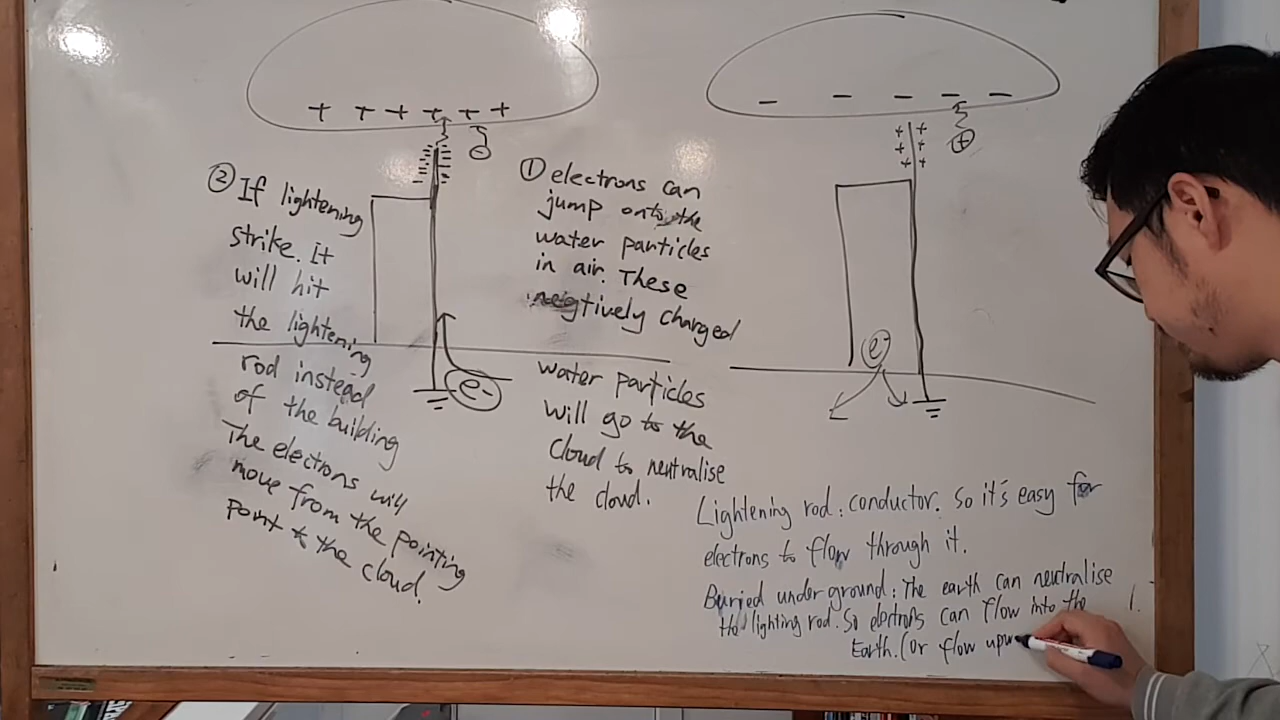 + + + + + +
-
② If lightening
strike. It
will hit
the lightening
rod instead
of the building
The electrons will
move from the pointing
point to the cloud.
e-
① electrons can
jump onto the
water particles
in air. These
negtively charged
water particles
will go to the
cloud to neutralise
the cloud.
- - - - -
+ +
+ +
+ +
+
e-
Lightening rod: conductor. So it's easy for
electrons to flow through it.
Buried underground: The earth can neutralise
the lighting rod. So electrons can flow into the
Earth. (Or flow upw
1.